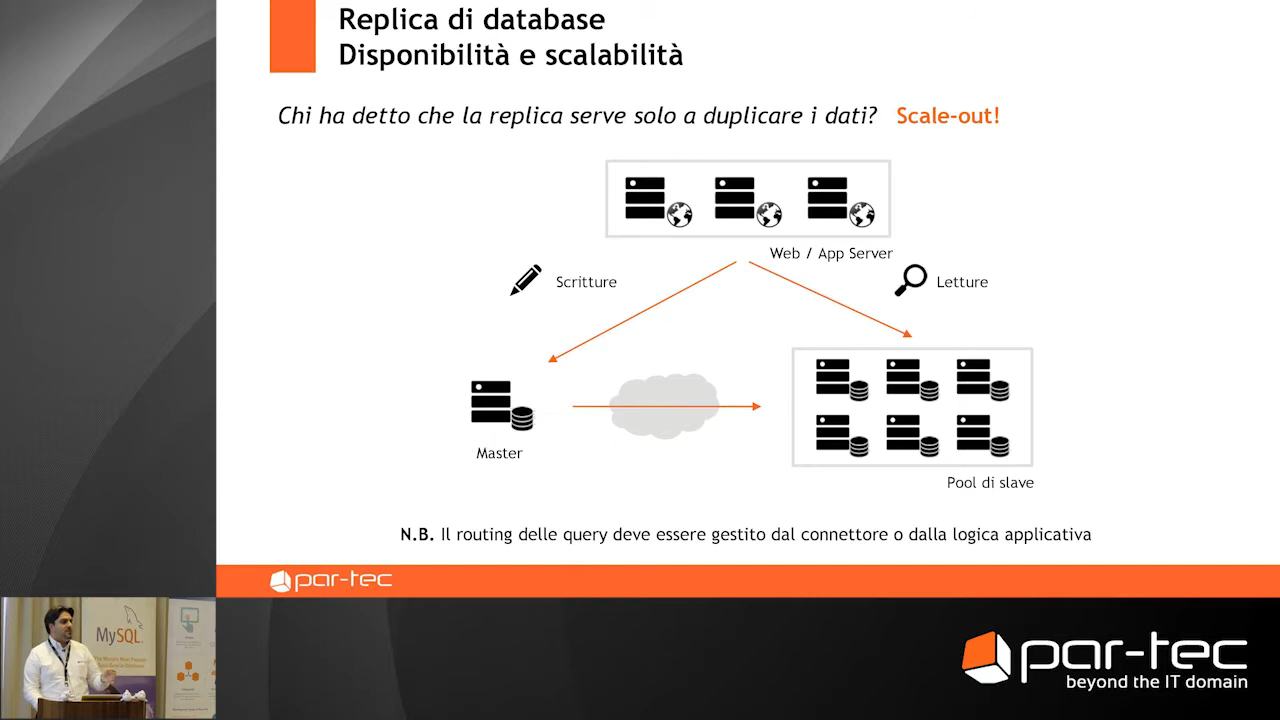 Replica di database
Disponibilità e scalabilità
Chi ha detto che la replica serve solo a duplicare i dati? Scale-out!
Web / App Server
Scritture
Letture
Master
Pool di slave
N.B. Il routing delle query deve essere gestito dal connettore o dalla logica applicativa
par-tec
MySQL
par-tec
beyond the IT domain